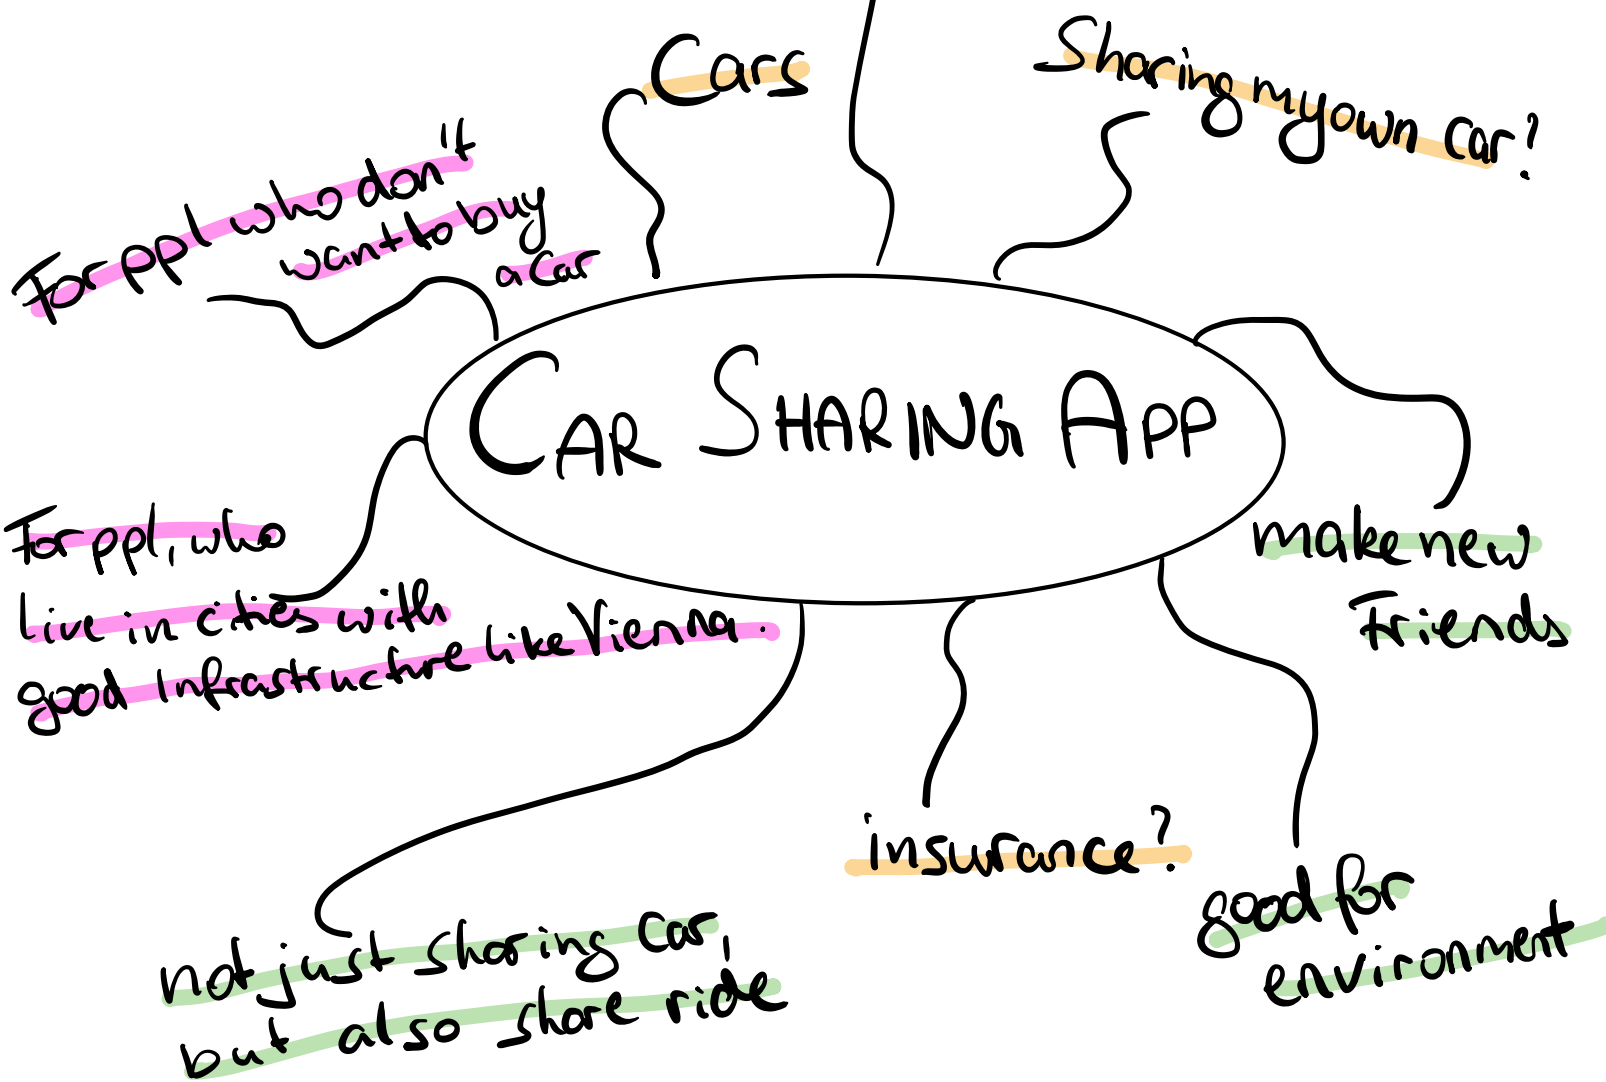 Cars
Sharing my own car?
For ppl who don't
want to buy
a car
CAR SHARING APP
For ppl, who
live in cities with
good infrastructure like Vienna.
make new
Friends
insurance?
good for
environment
not just sharing car,
but also share ride